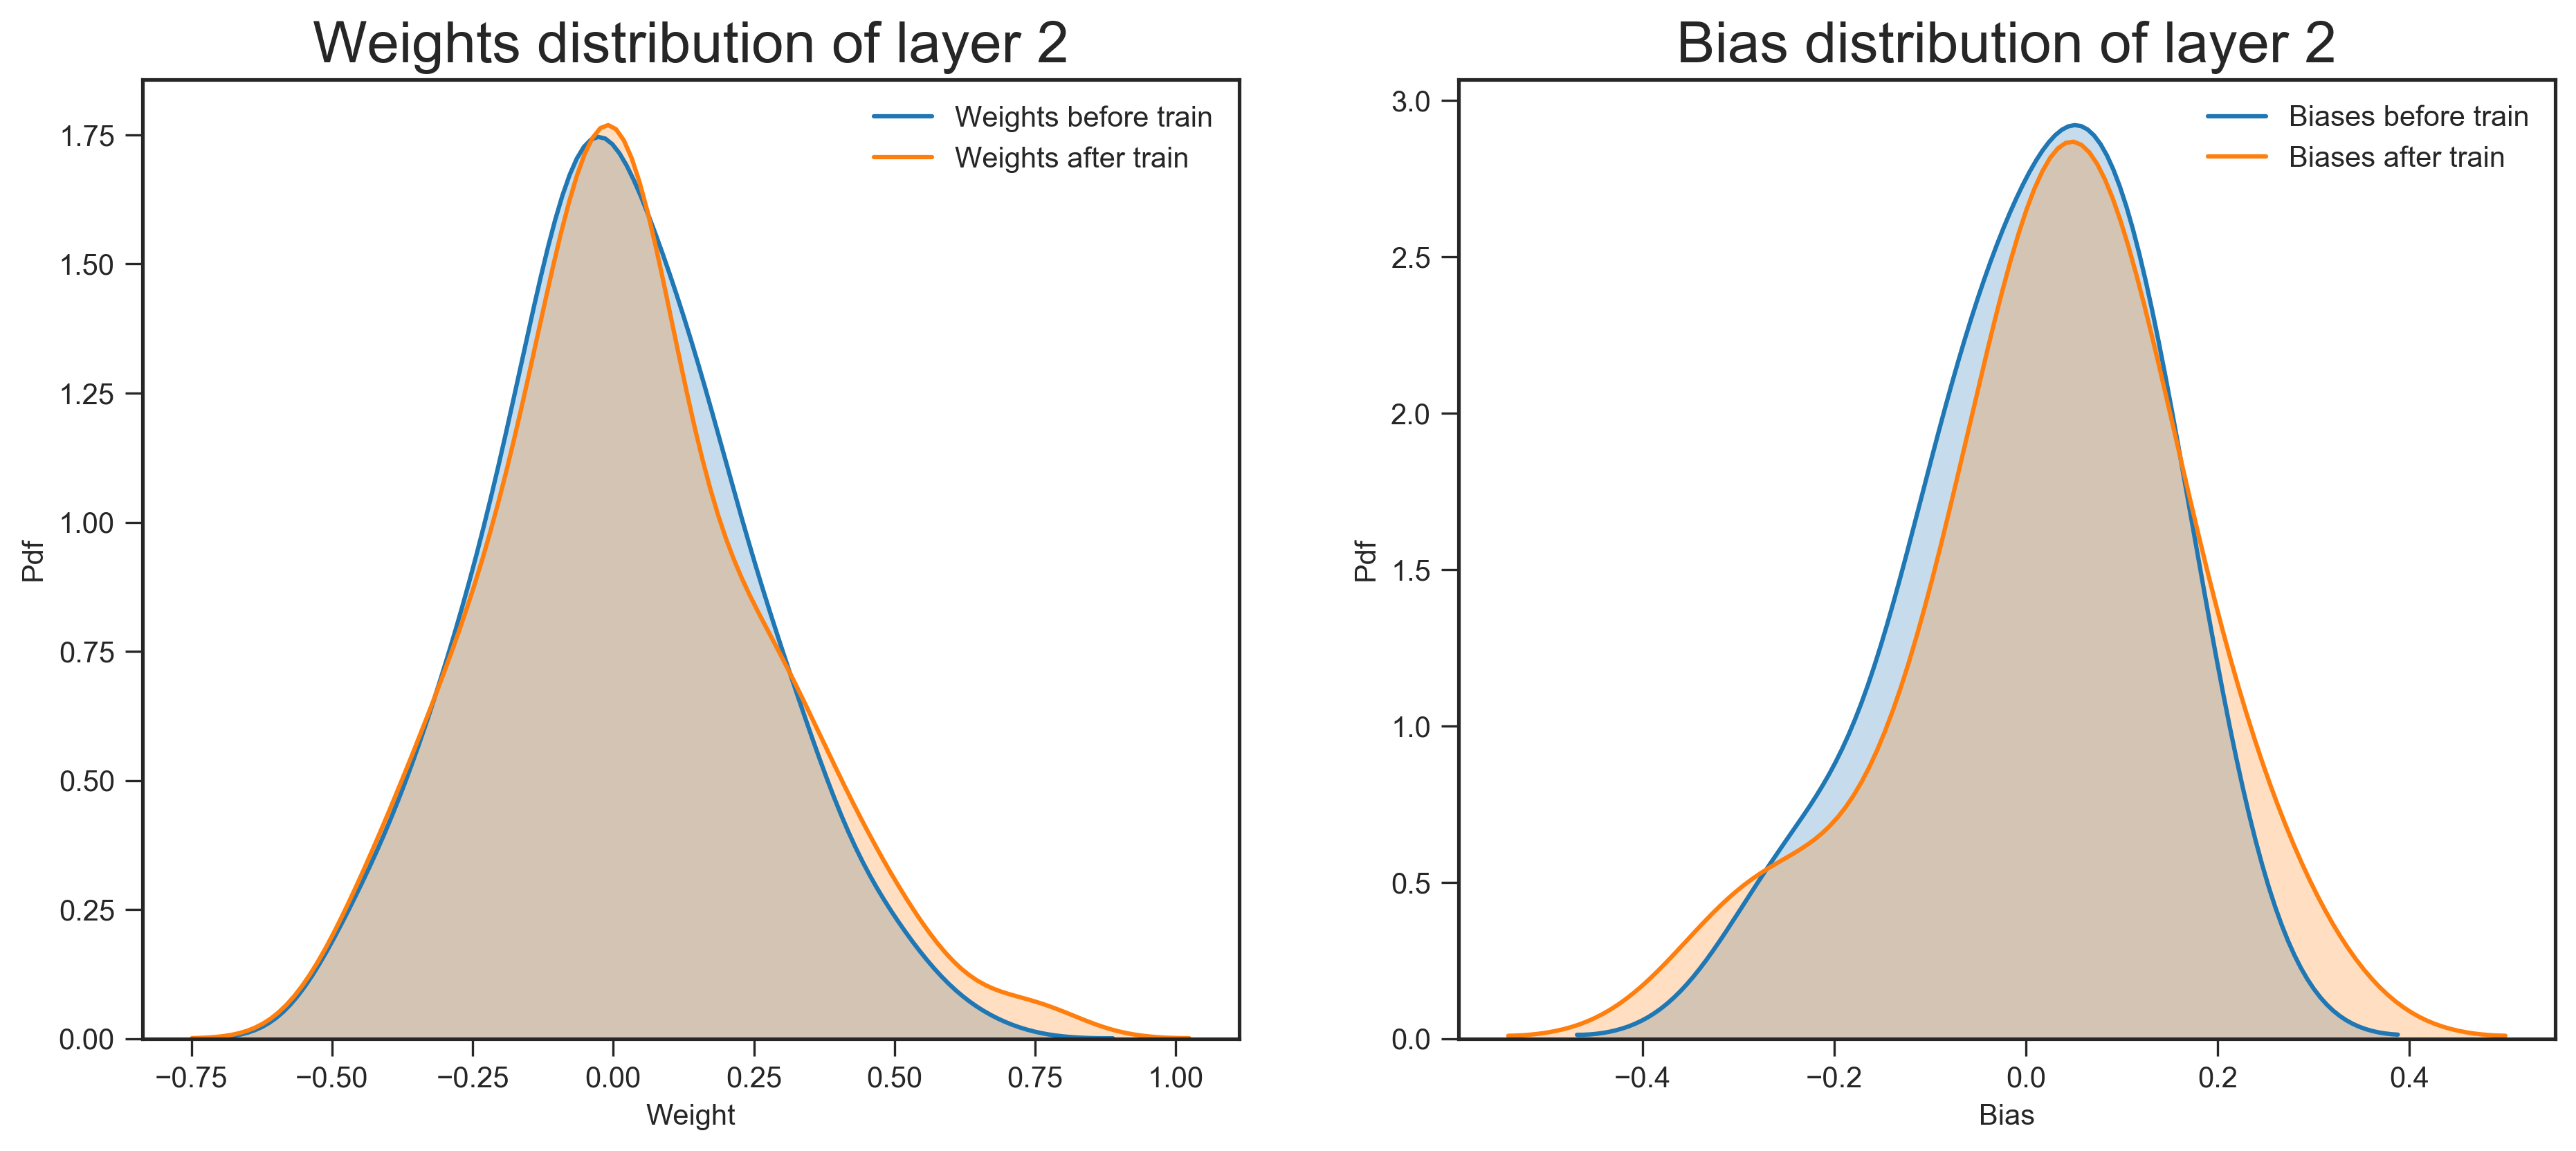 Weights distribution of layer 2
Weights before train
Weights after train
1.75
1.50
1.25
1.00
0.75
0.50
0.25
0.00
Pdf
−0.75 −0.50 −0.25 0.00 0.25 0.50 0.75 1.00
Weight
Bias distribution of layer 2
Biases before train
Biases after train
3.0
2.5
2.0
1.5
1.0
0.5
0.0
Pdf
−0.4 −0.2 0.0 0.2 0.4
Bias